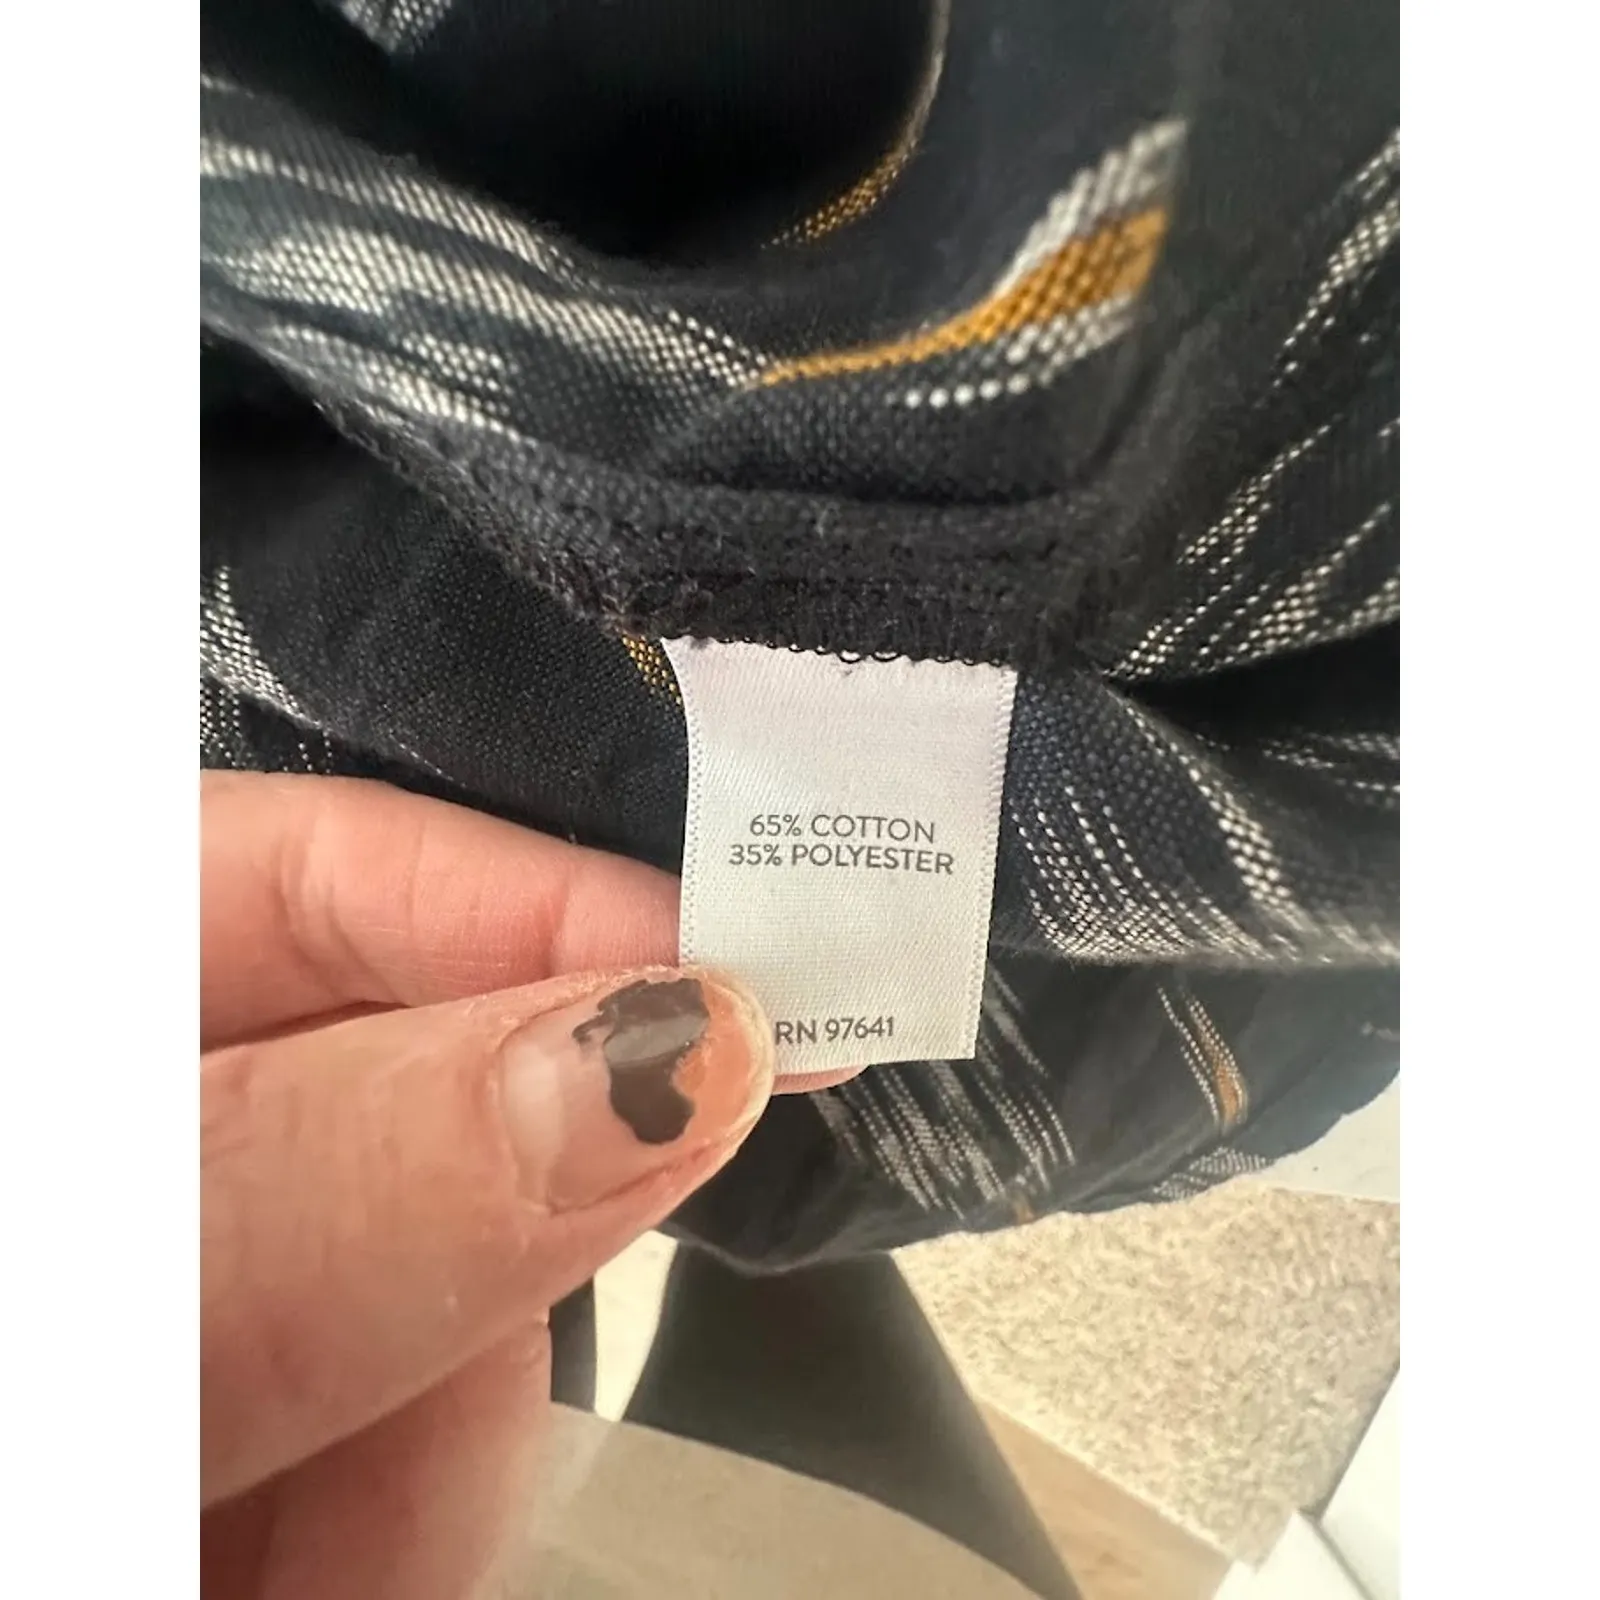 65% COTTON
35% POLYESTER
RN 97641